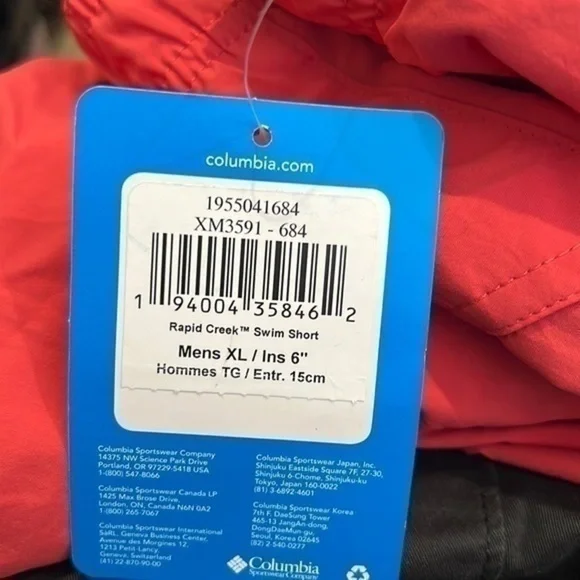 columbia.com
1955041684
XM3591 - 684
1 94004 35846 2
Rapid Creek™ Swim Short
Mens XL / Ins 6"
Hommes TG / Entr. 15cm
Columbia Sportswear Company
14375 NW Science Park Drive
Portland, OR 97229-5418 USA
1-(800) 547-8066
Columbia Sportswear Canada LP
1425 Max Brose Drive,
London, ON, Canada N6N 0A2
1-(800) 265-7067
Columbia Sportswear International
SàRL, Geneva Business Center,
Avenue des Morgines 12,
1213 Petit-Lancy,
Geneva, Switzerland
(41) 22-870-90-00
Columbia Sportswear Japan, Inc.
Shinjuku Eastside Square 7F, 27-30,
Shinjuku 6-Chome, Shinjuku-ku
Tokyo, Japan 160-0022
(81) 3-6892-4601
Columbia Sportswear Korea
7th F. DaeSung Tower
465-13 JangAn-dong,
DongDaeMun-gu,
Seoul, Korea 02645
(82) 2-540-0277
Columbia
Sportswear Company